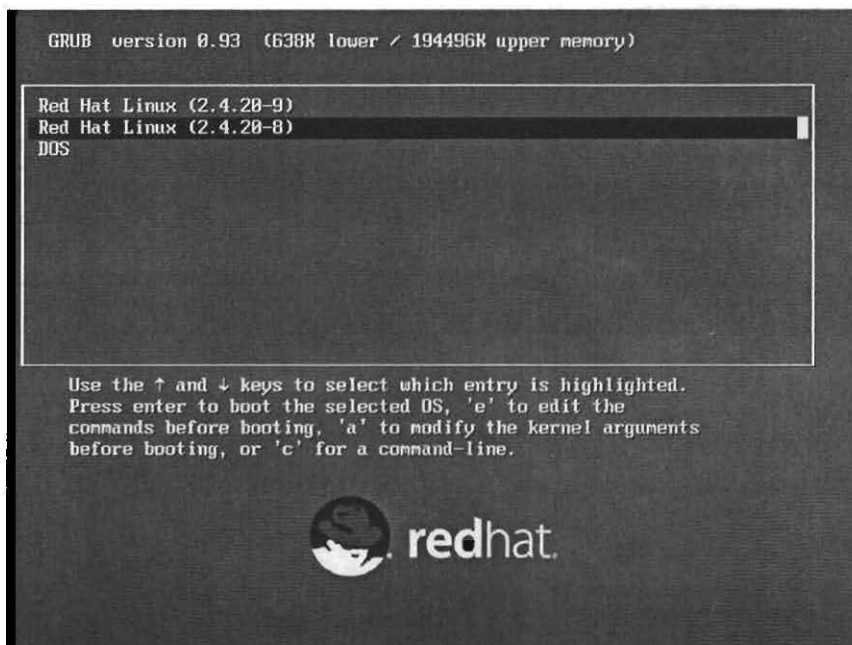 GRUB  version 0.93  (638K lower / 194496K upper memory)
Red Hat Linux (2.4.20-9)
Red Hat Linux (2.4.20-8)
DOS
Use the ↑ and ↓ keys to select which entry is highlighted.
Press enter to boot the selected OS, 'e' to edit the
commands before booting, 'a' to modify the kernel arguments
before booting, or 'c' for a command-line.
redhat.